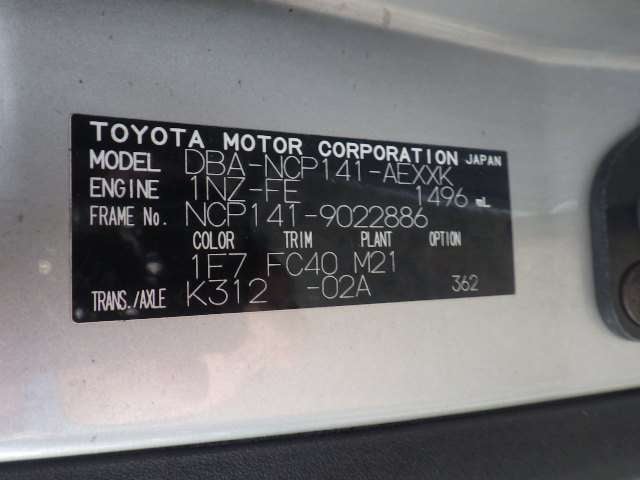 TOYOTA MOTOR CORPORATION JAPAN
MODEL DBA-NCP141-AEXXK
ENGINE 1NZ-FE 1496 mL
FRAME No. NCP141-9022886
COLOR TRIM PLANT OPTION
1E7 FC40 M21
TRANS./AXLE K312 -02A 362